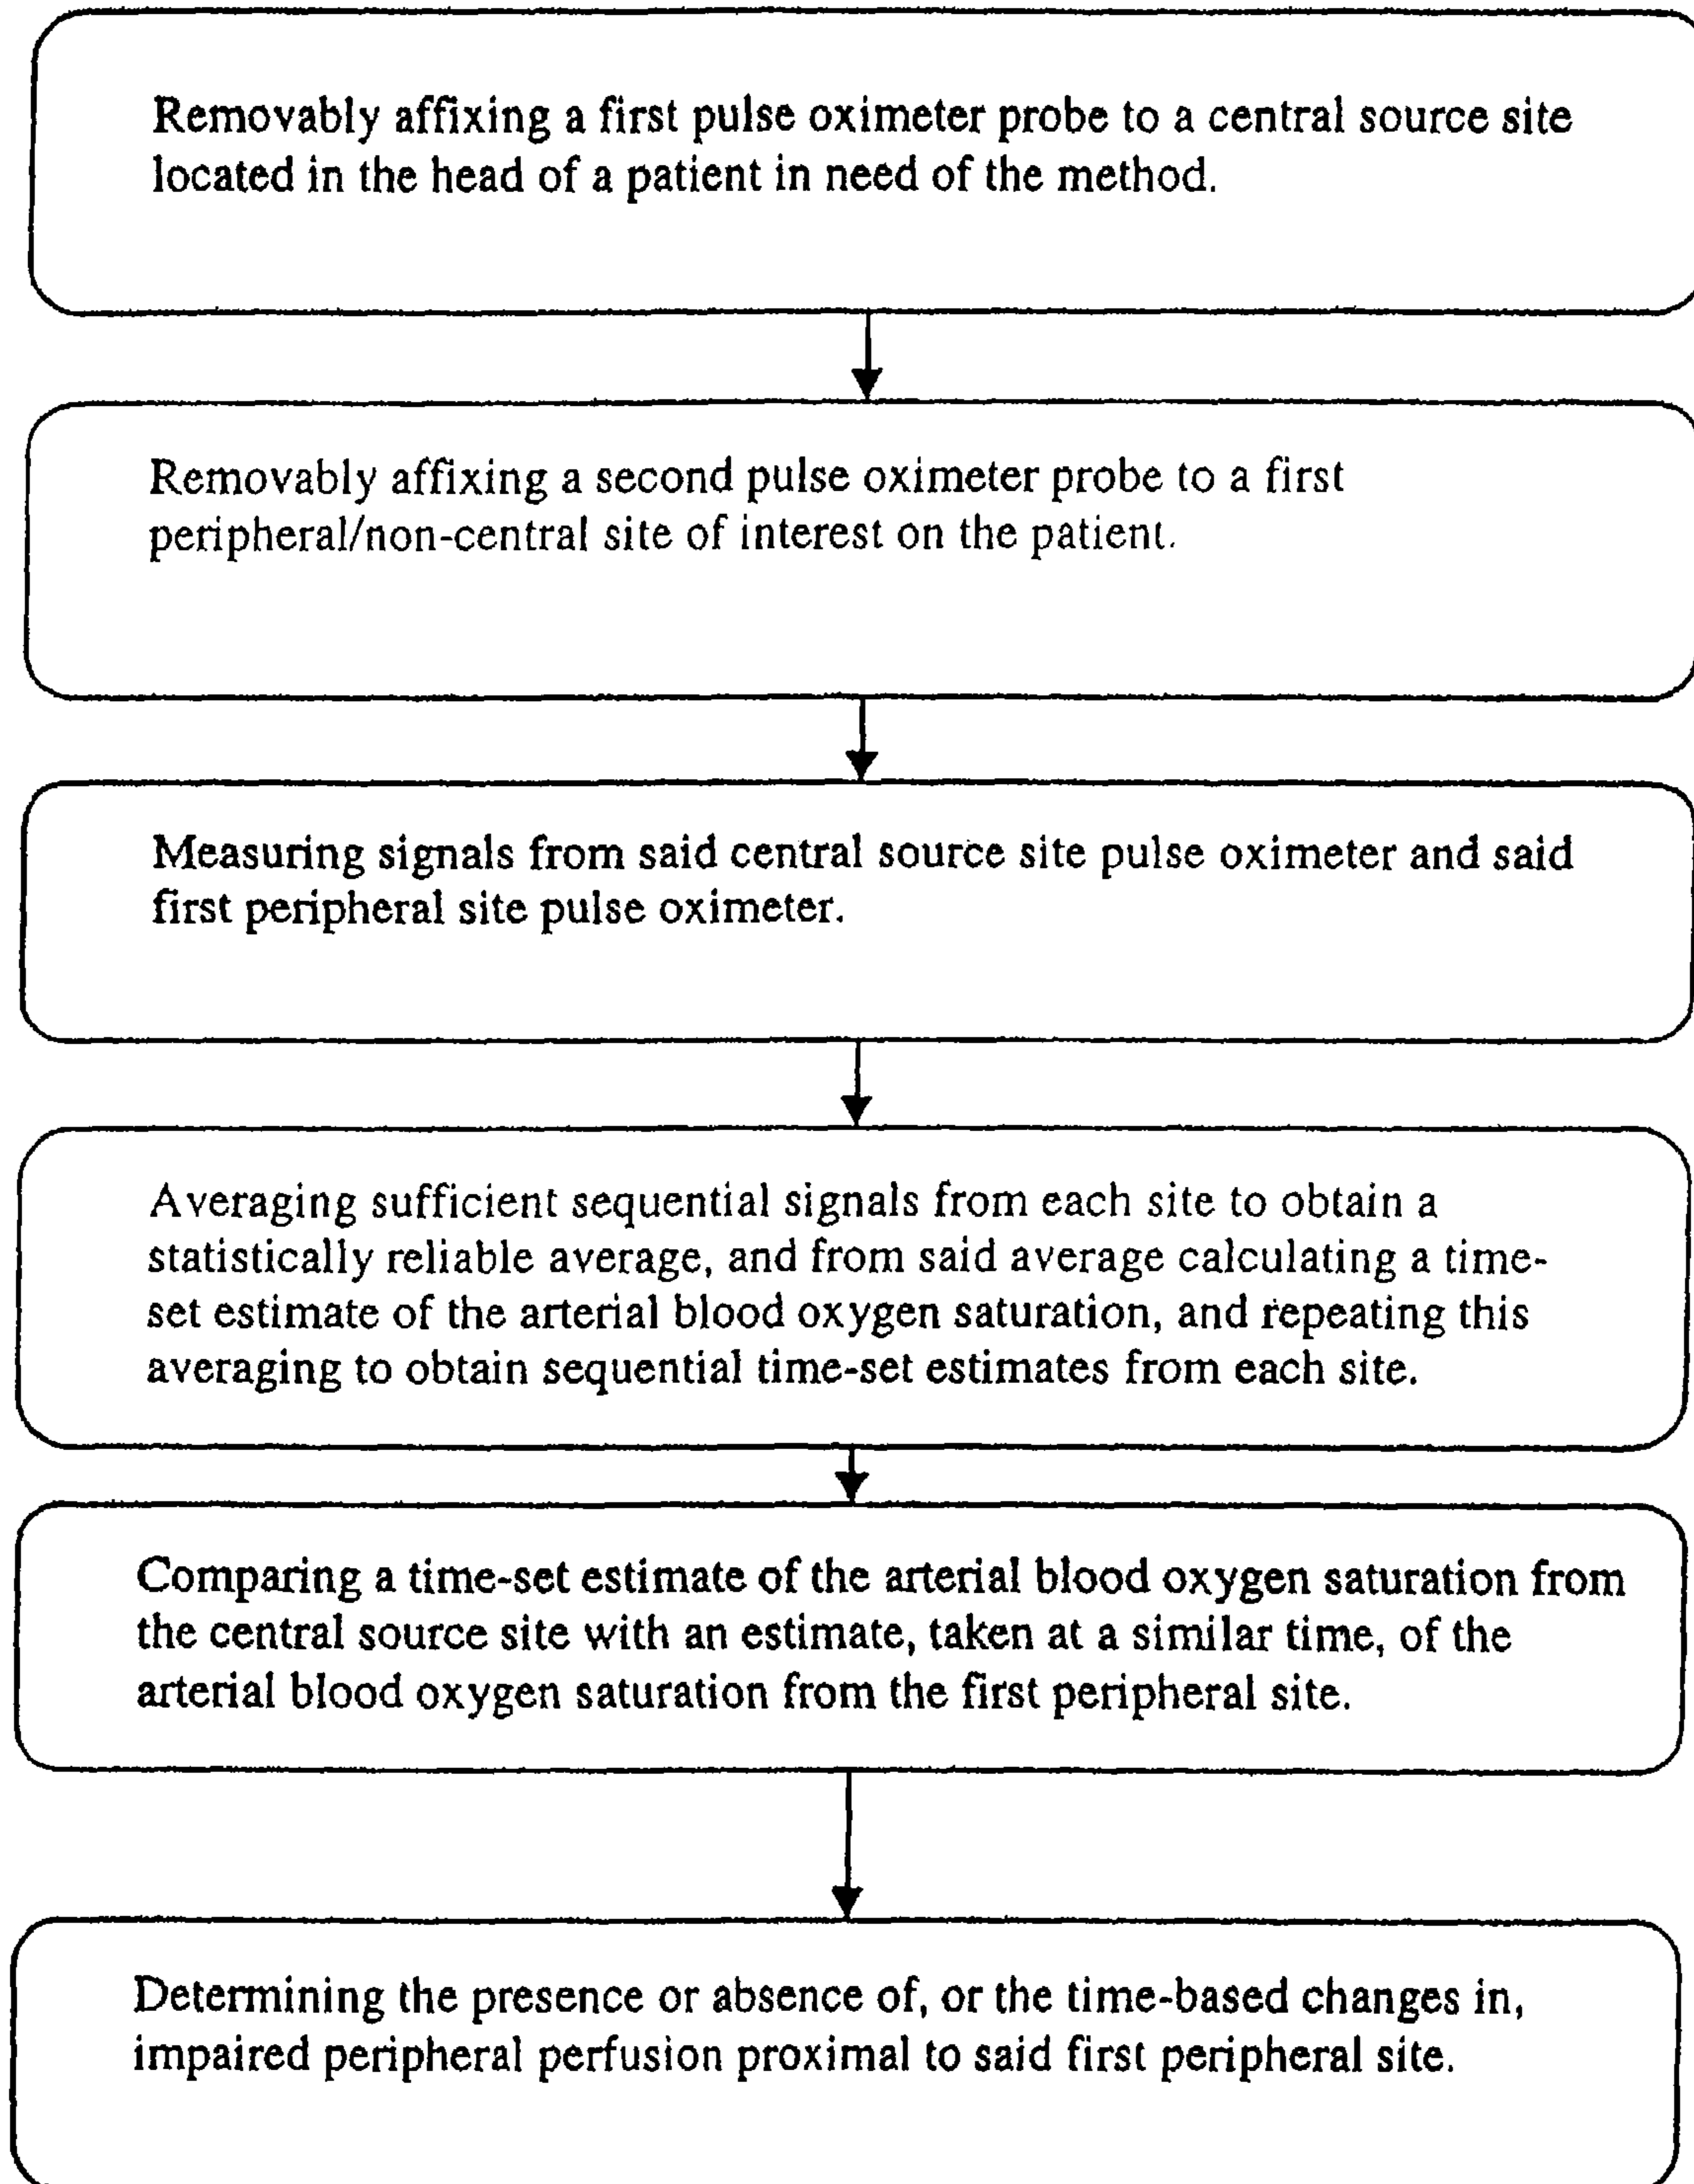 Removably affixing a first pulse oximeter probe to a central source site
located in the head of a patient in need of the method.
Removably affixing a second pulse oximeter probe to a first
peripheral/non-central site of interest on the patient.
Measuring signals from said central source site pulse oximeter and said
first peripheral site pulse oximeter.
Averaging sufficient sequential signals from each site to obtain a
statistically reliable average, and from said average calculating a time-
set estimate of the arterial blood oxygen saturation, and repeating this
averaging to obtain sequential time-set estimates from each site.
Comparing a time-set estimate of the arterial blood oxygen saturation from
the central source site with an estimate, taken at a similar time, of the
arterial blood oxygen saturation from the first peripheral site.
Determining the presence or absence of, or the time-based changes in,
impaired peripheral perfusion proximal to said first peripheral site.